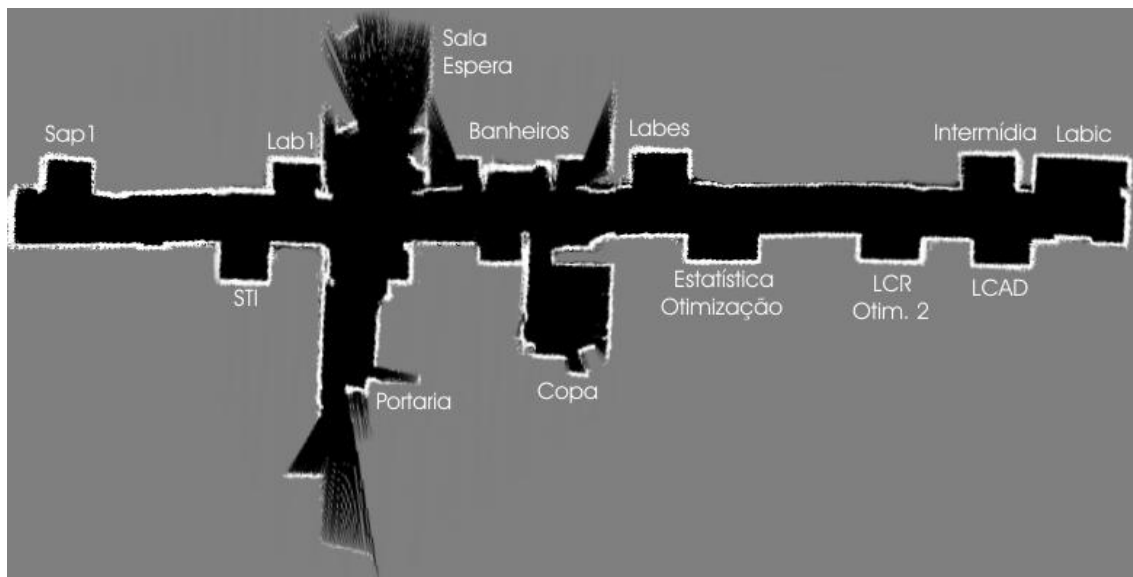 Sala
Espera
Sap1
Lab1
Banheiros
Labes
Intermídia
Labic
STI
Estatística
Otimização
LCR
Otim. 2
LCAD
Portaria
Copa